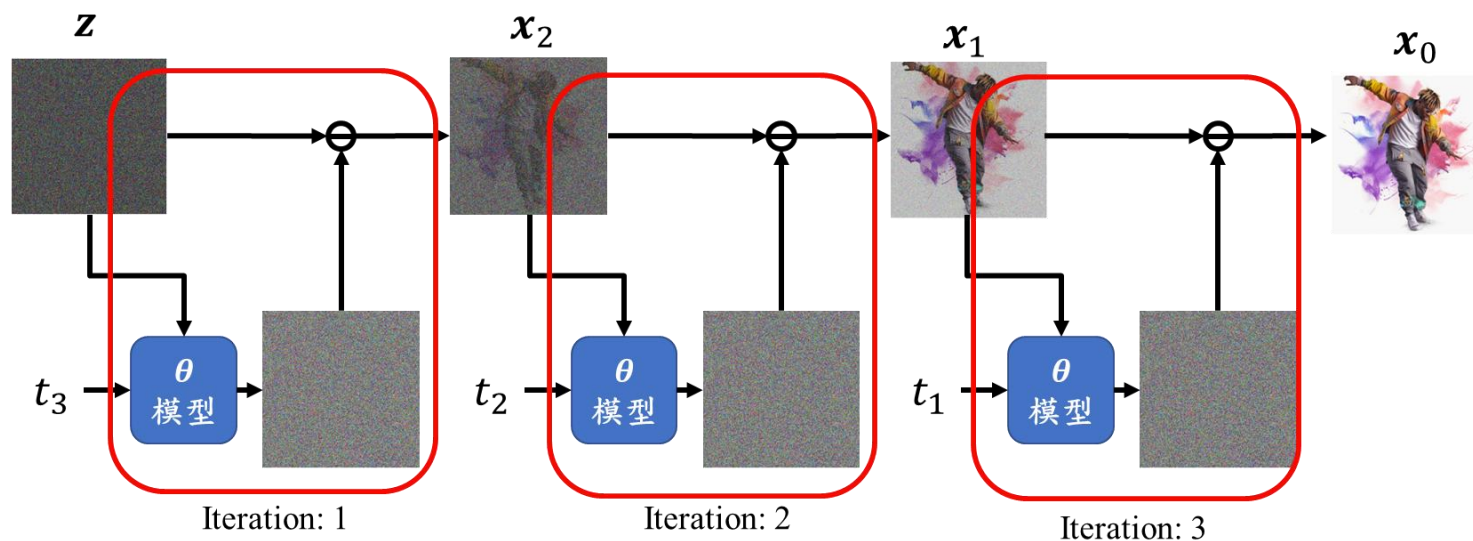 z
x₂
x₁
x₀
t₃
θ
模型
t₂
θ
模型
t₁
θ
模型
Iteration: 1
Iteration: 2
Iteration: 3